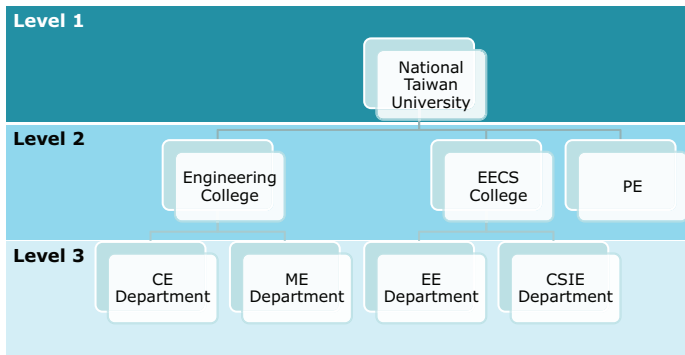 Level 1
National
Taiwan
University
Level 2
Engineering
College
EECS
College
PE
Level 3
CE
Department
ME
Department
EE
Department
CSIE
Department